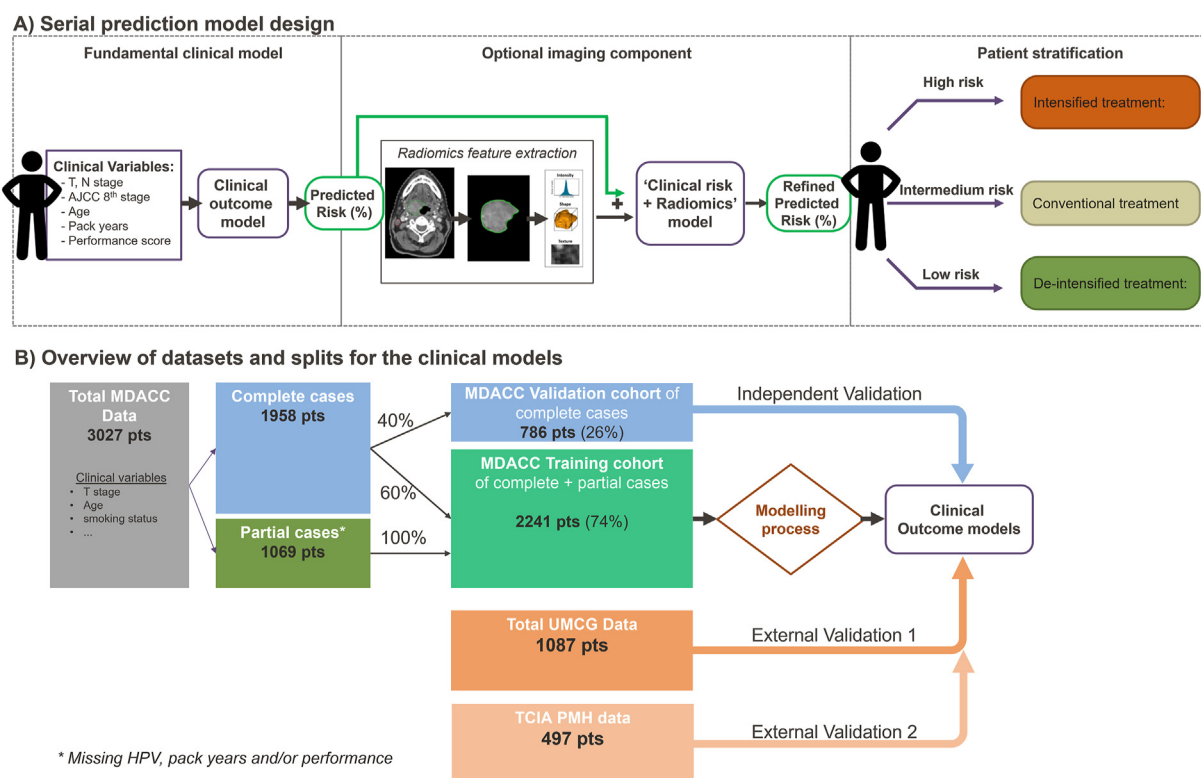 A) Serial prediction model design
Fundamental clinical model
Optional imaging component
Patient stratification
Clinical Variables:
- T, N stage
- AJCC 8th stage
- Age
- Pack years
- Performance score
Clinical
outcome
model
Predicted
Risk (%)
Radiomics feature extraction
Intensity
Shape
+
'Clinical risk
+ Radiomics'
model
Refined
Predicted
Risk (%)
High risk
Intermedium risk
Low risk
Intensified treatment:
Conventional treatment
De-intensified treatment:
B) Overview of datasets and splits for the clinical models
Total MDACC
Data
3027 pts
Clinical variables
• T stage
• Age
• smoking status
• ...
Complete cases
1958 pts
Partial cases*
1069 pts
40%
60%
100%
MDACC Validation cohort of
complete cases
786 pts (26%)
MDACC Training cohort
of complete + partial cases
2241 pts (74%)
Independent Validation
Modelling
process
Clinical
Outcome models
Total UMCG Data
1087 pts
External Validation 1
TCIA PMH data
497 pts
External Validation 2
* Missing HPV, pack years and/or performance